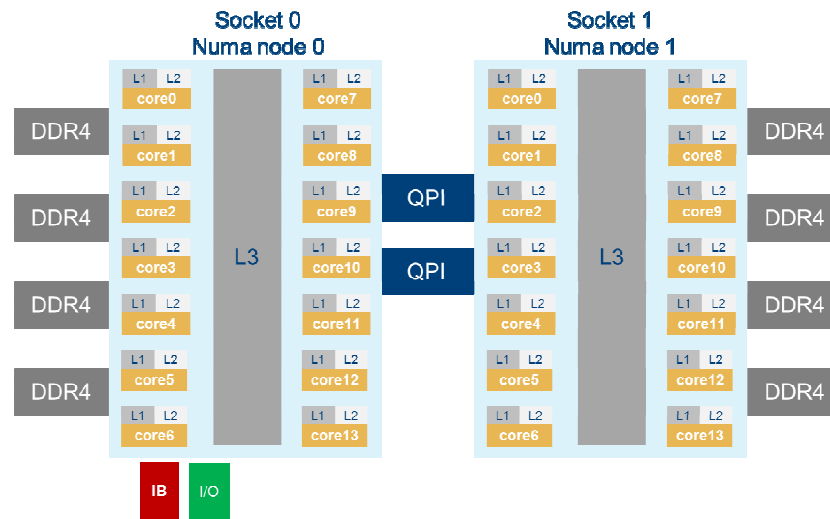 Socket 0
Numa node 0
Socket 1
Numa node 1
L1 L2
core0
L1 L2
core1
L1 L2
core2
L1 L2
core3
L1 L2
core4
L1 L2
core5
L1 L2
core6
L3
L1 L2
core7
L1 L2
core8
L1 L2
core9
L1 L2
core10
L1 L2
core11
L1 L2
core12
L1 L2
core13
DDR4
DDR4
DDR4
DDR4
QPI
QPI
L1 L2
core0
L1 L2
core1
L1 L2
core2
L1 L2
core3
L1 L2
core4
L1 L2
core5
L1 L2
core6
L3
L1 L2
core7
L1 L2
core8
L1 L2
core9
L1 L2
core10
L1 L2
core11
L1 L2
core12
L1 L2
core13
DDR4
DDR4
DDR4
DDR4
IB
I/O